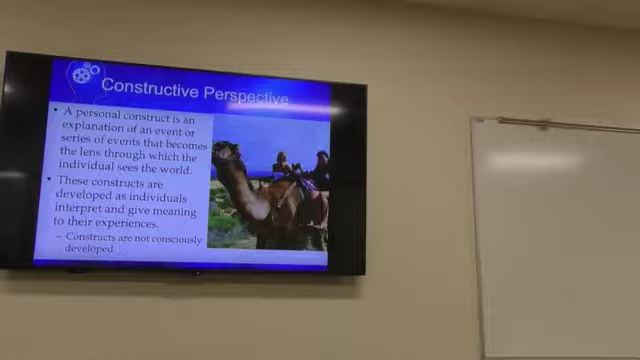 Constructive Perspective
• A personal construct is an
explanation of an event or
series of events that becomes
the lens through which the
individual sees the world.
• These constructs are
developed as individuals
interpret and give meaning
to their experiences.
– Constructs are not consciously
developed.